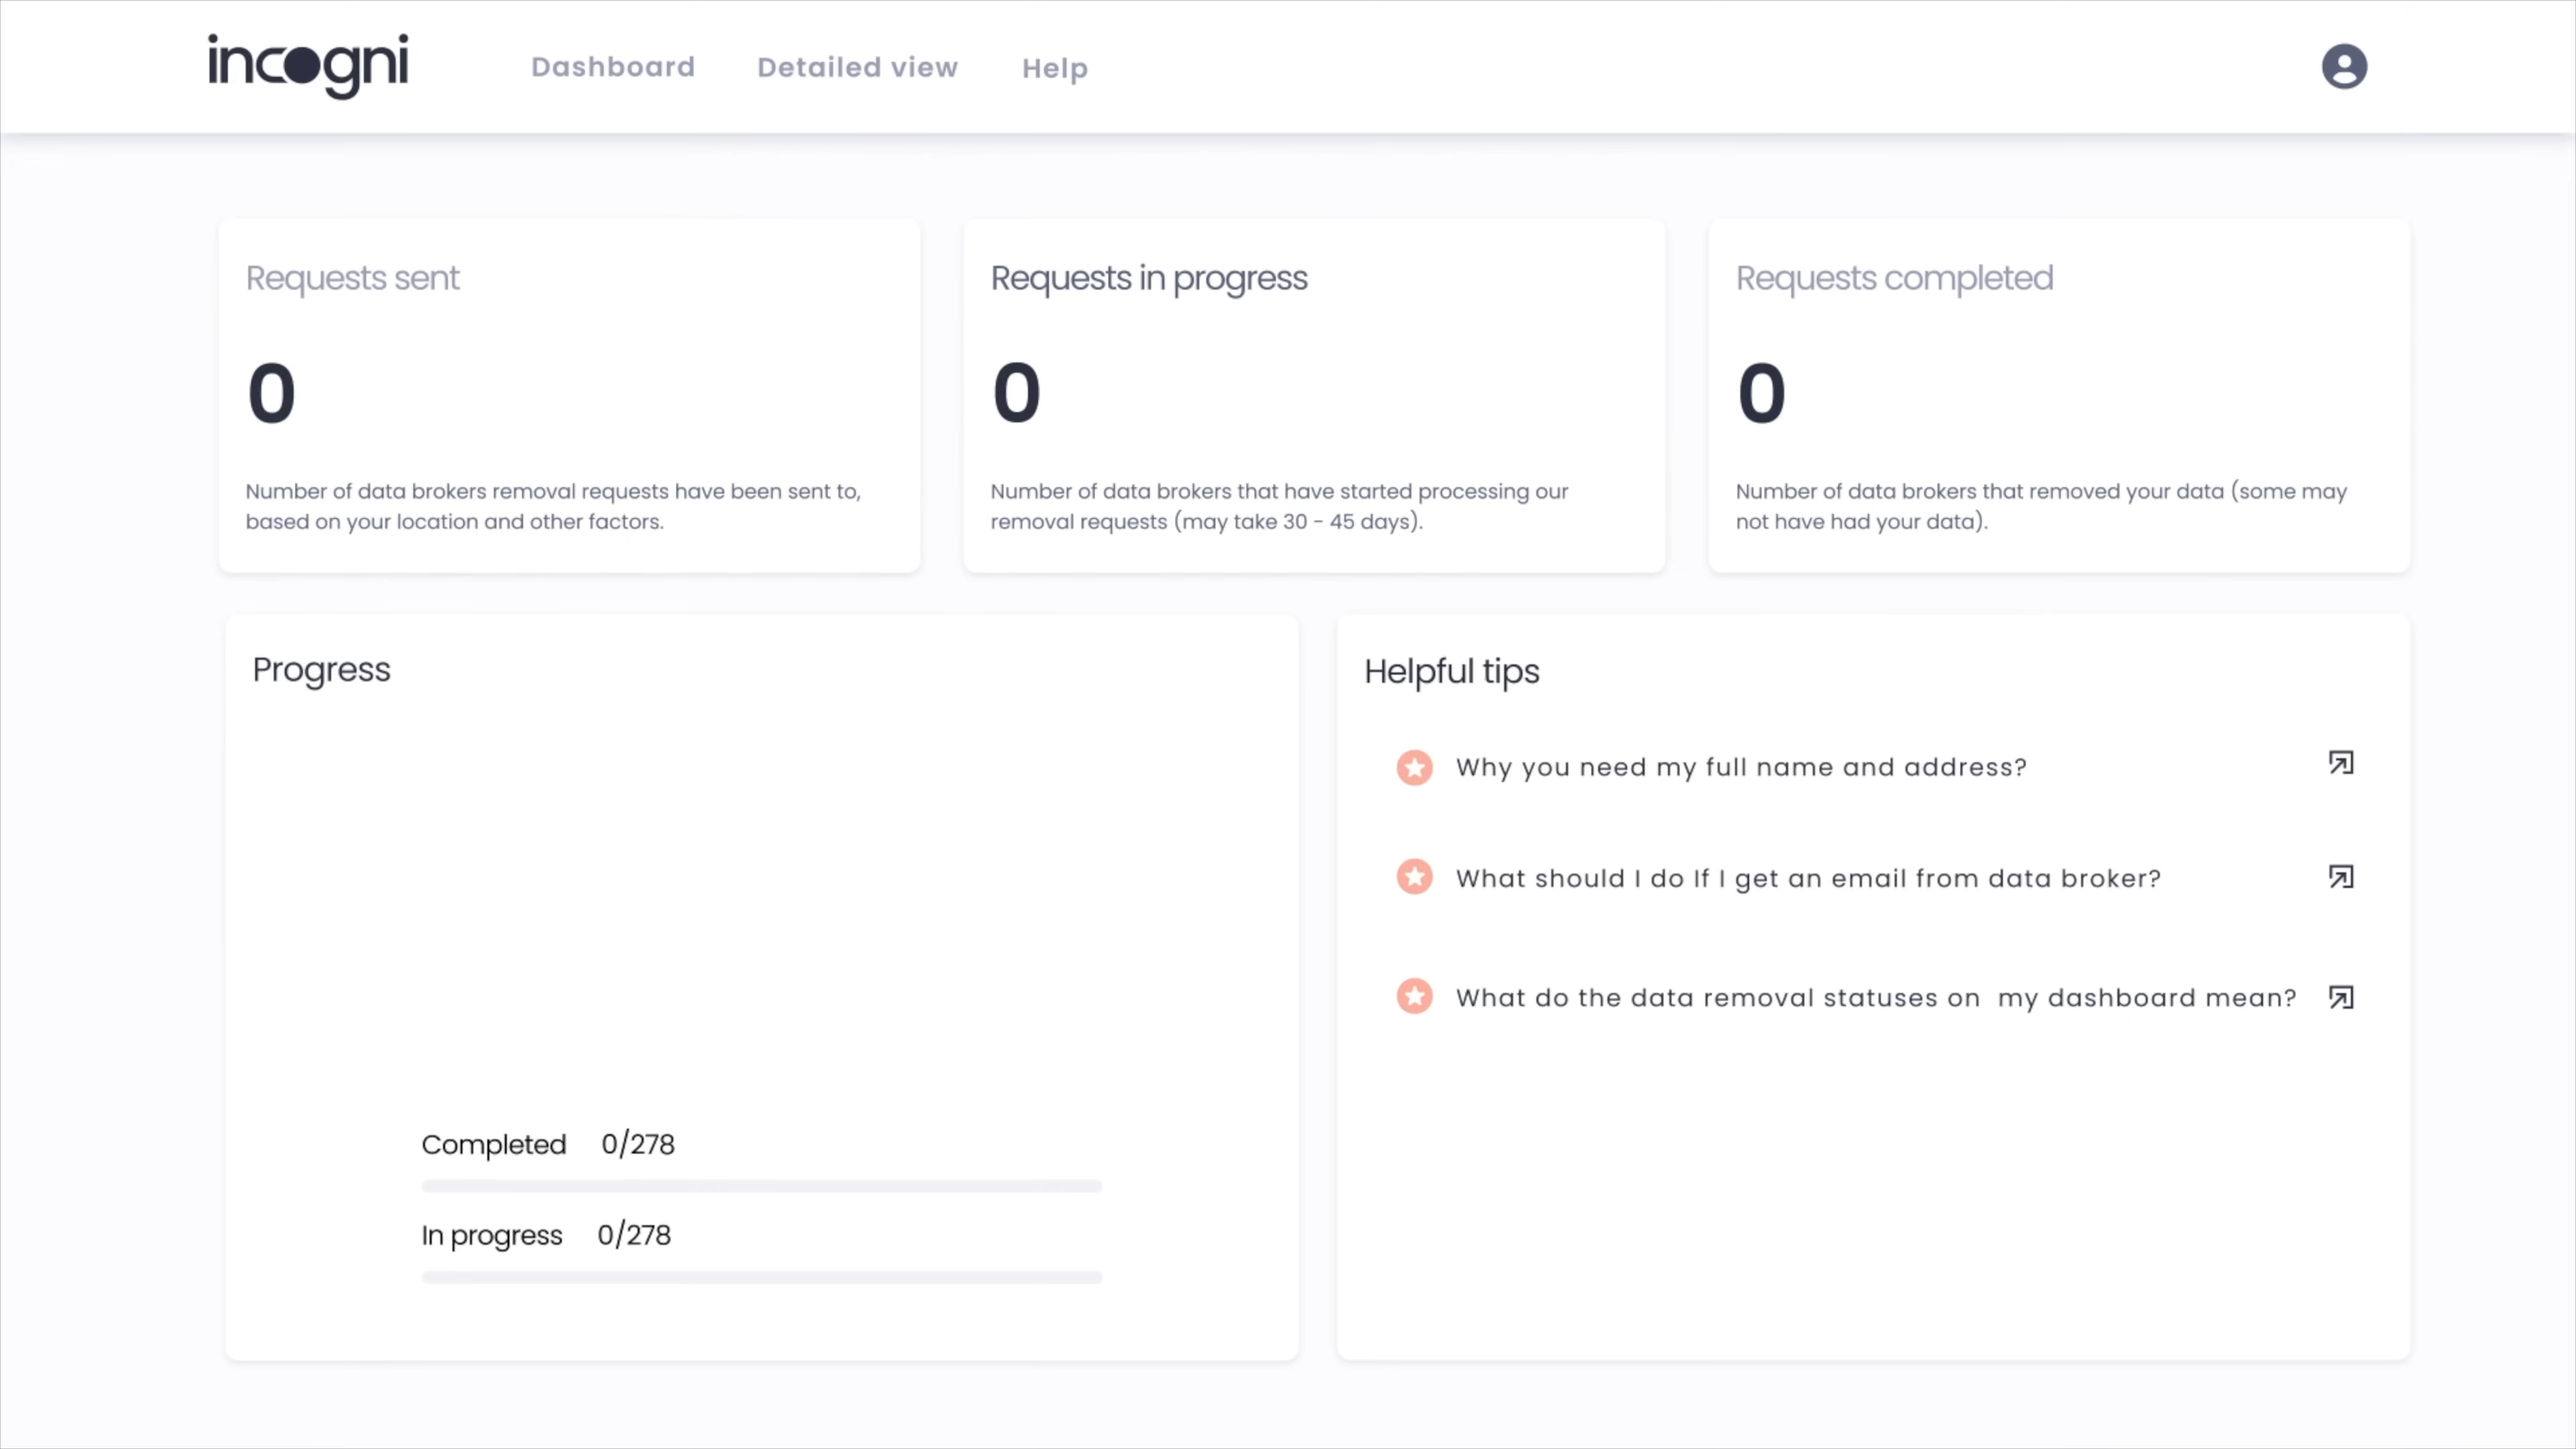 incogni
Dashboard
Detailed view
Help
Requests sent
0
Number of data brokers removal requests have been sent to,
based on your location and other factors.
Requests in progress
0
Number of data brokers that have started processing our
removal requests (may take 30 - 45 days).
Requests completed
0
Number of data brokers that removed your data (some may
not have had your data).
Progress
Completed 0/278
In progress 0/278
Helpful tips
Why you need my full name and address?
What should I do If I get an email from data broker?
What do the data removal statuses on my dashboard mean?